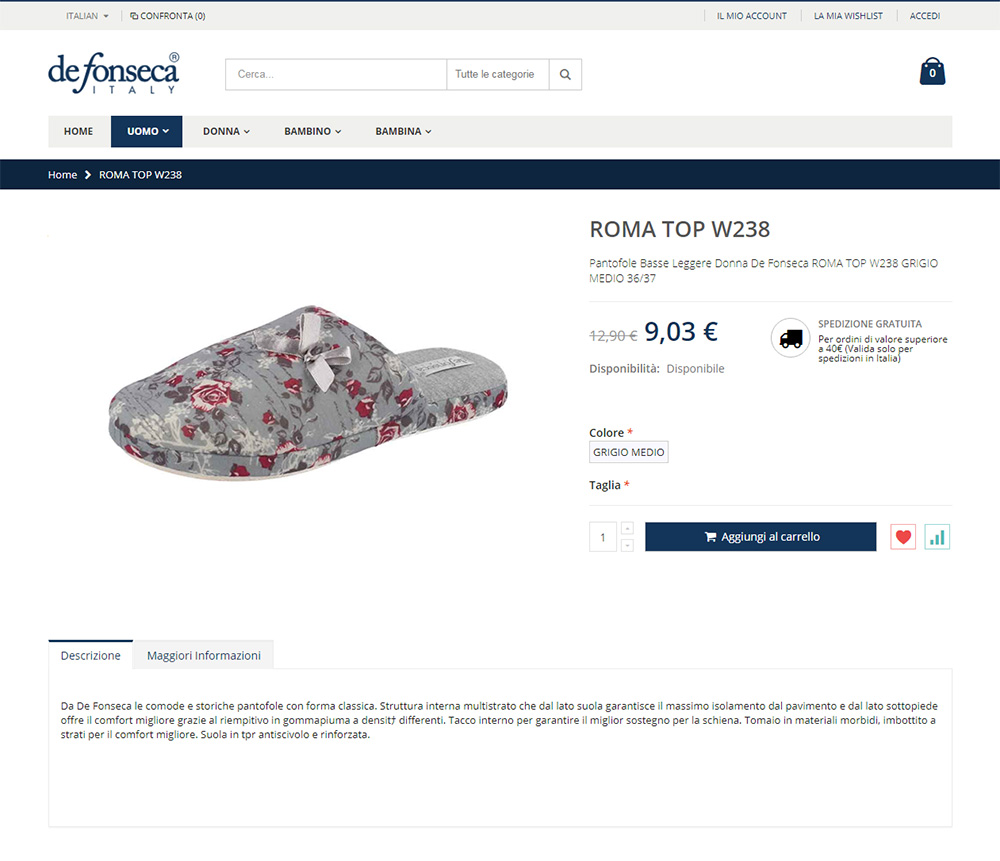 ITALIAN
CONFRONTA (0)
IL MIO ACCOUNT
LA MIA WISHLIST
ACCEDI
de fonseca®
ITALY
Cerca...
Tutte le categorie
0
HOME
UOMO
DONNA
BAMBINO
BAMBINA
Home
ROMA TOP W238
ROMA TOP W238
Pantofole Basse Leggere Donna De Fonseca ROMA TOP W238 GRIGIO
MEDIO 36/37
12,90 € 9,03 €
SPEDIZIONE GRATUITA
Per ordini di valore superiore
a 40€ (Valida solo per
spedizioni in Italia)
Disponibilità: Disponibile
Colore *
GRIGIO MEDIO
Taglia *
1
Aggiungi al carrello
Descrizione
Maggiori Informazioni
Da De Fonseca le comode e storiche pantofole con forma classica. Struttura interna multistrato che dal lato suola garantisce il massimo isolamento dal pavimento e dal lato sottopiede
offre il comfort migliore grazie al riempitivo in gommapiuma a densit† differenti. Tacco interno per garantire il miglior sostegno per la schiena. Tomaio in materiali morbidi, imbottito a
strati per il comfort migliore. Suola in tpr antiscivolo e rinforzata.